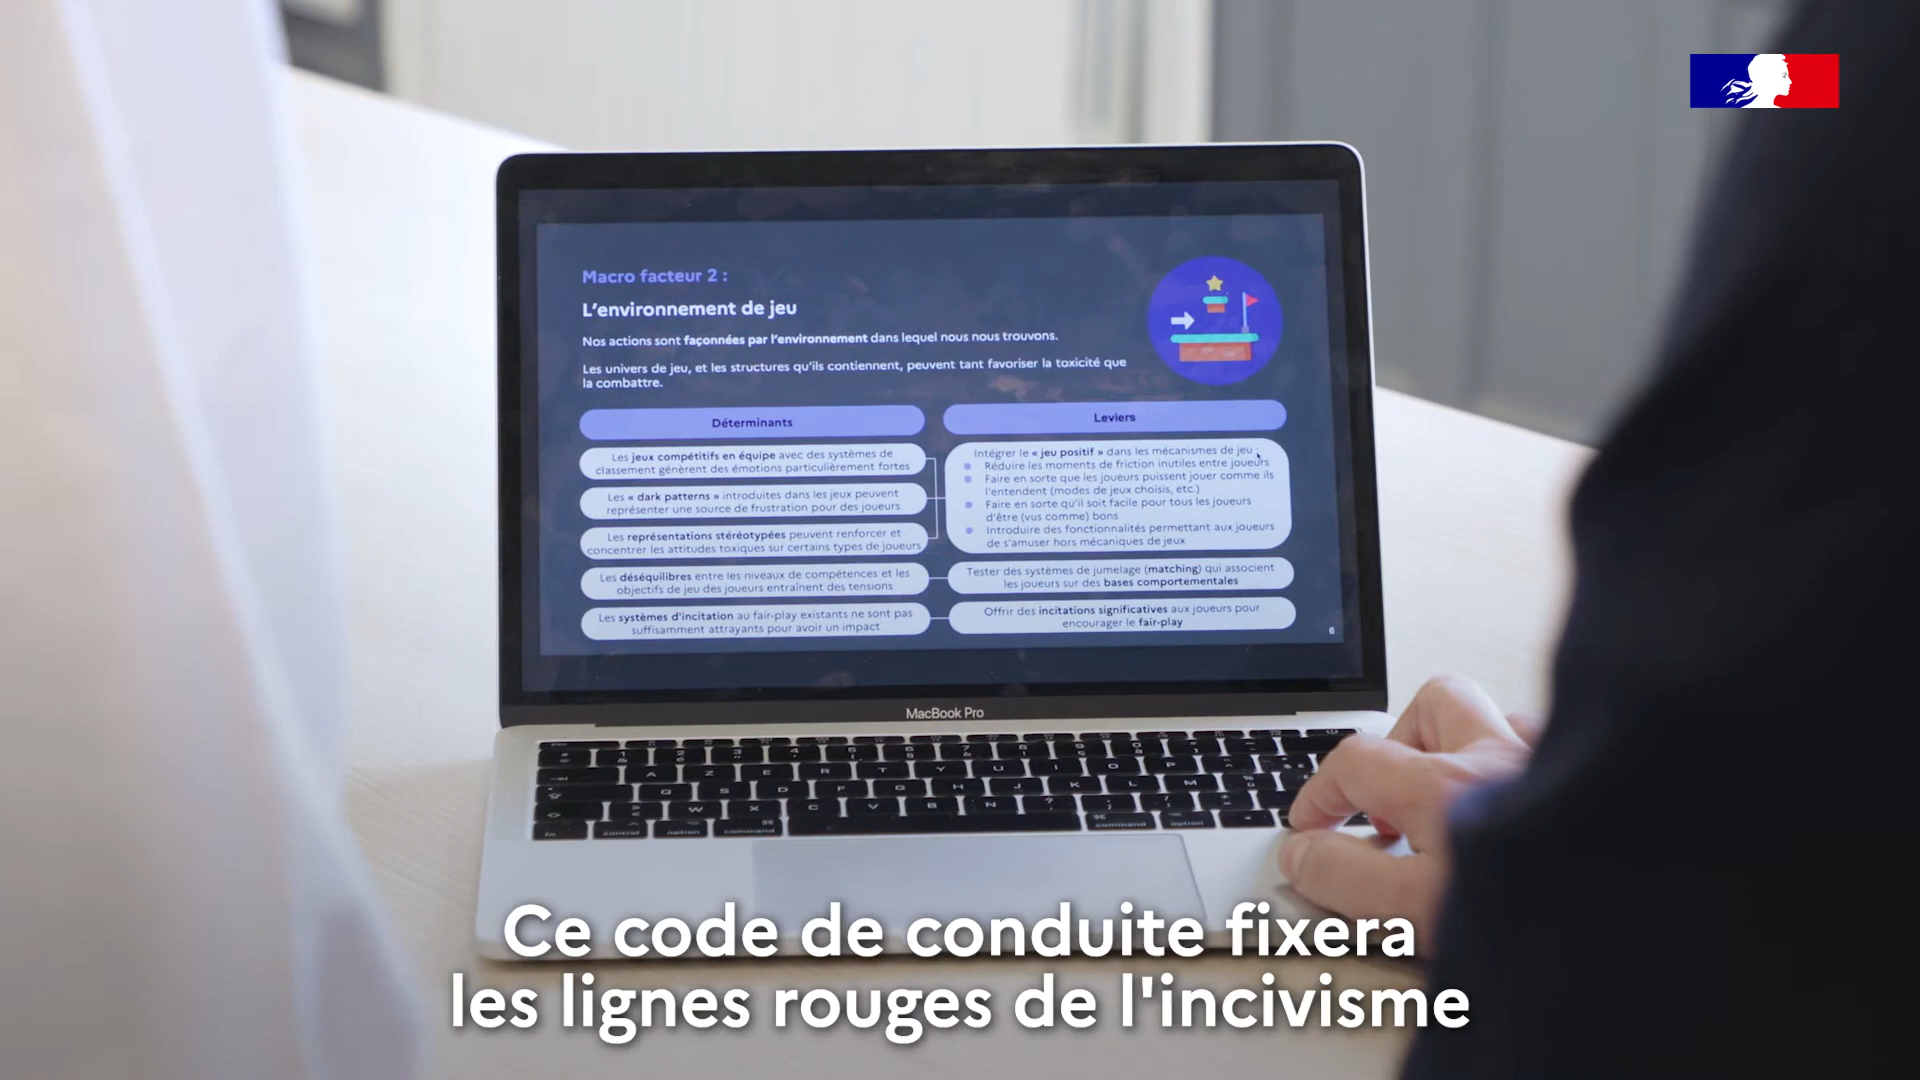 Macro facteur 2 :
L'environnement de jeu
Nos actions sont façonnées par l'environnement dans lequel nous nous trouvons.
Les univers de jeu, et les structures qu'ils contiennent, peuvent tant favoriser la toxicité que
la combattre.
Déterminants
Les jeux compétitifs en équipe avec des systèmes de
classement génèrent des émotions particulièrement fortes
Les « dark patterns » introduites dans les jeux peuvent
représenter une source de frustration pour des joueurs
Les représentations stéréotypées peuvent renforcer et
concentrer les attitudes toxiques sur certains types de joueurs
Les déséquilibres entre les niveaux de compétences et les
objectifs de jeu des joueurs entraînent des tensions
Les systèmes d'incitation au fair-play existants ne sont pas
suffisamment attrayants pour avoir un impact
Leviers
Intégrer le « jeu positif » dans les mécanismes de jeu :
Réduire les moments de friction inutiles entre joueurs
Faire en sorte que les joueurs puissent jouer comme ils
l'entendent (modes de jeux choisis, etc.)
Faire en sorte qu'il soit facile pour tous les joueurs
d'être (vus comme) bons
Introduire des fonctionnalités permettant aux joueurs
de s'amuser hors mécaniques de jeux
Tester des systèmes de jumelage (matching) qui associent
les joueurs sur des bases comportementales
Offrir des incitations significatives aux joueurs pour
encourager le fair-play
6
MacBook Pro
A Z E R T Y U I O P
Q S D F G H J K L M
W X C V B N
fn control option command command option
Ce code de conduite fixera
les lignes rouges de l'incivisme